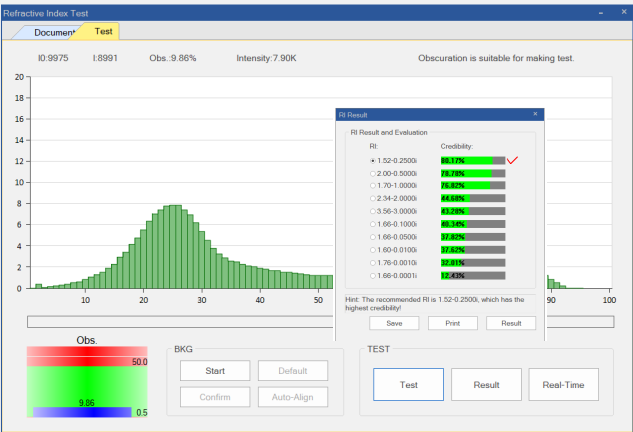 Refractive Index Test
Document Test
I0:9975 I:8991 Obs.:9.86% Intensity:7.90K Obscuration is suitable for making test.
20
18
16
14
12
10
8
6
4
2
0
10 20 30 40 50 90 100
RI Result
RI Result and Evaluation
RI: Credibility:
1.52-0.2500i 80.17%
2.00-0.5000i 78.78%
1.70-1.0000i 76.02%
2.34-2.0000i 44.68%
3.56-3.0000i 43.28%
1.66-0.1000i 40.34%
1.66-0.0500i 37.82%
1.60-0.0100i 37.62%
1.76-0.0010i 32.01%
1.66-0.0001i 12.43%
Hint: The recommended RI is 1.52-0.2500i, which has the
highest credibility!
Save Print Result
Obs.
50.0
9.86
0.5
BKG
Start Default
Confirm Auto-Align
TEST
Test Result Real-Time